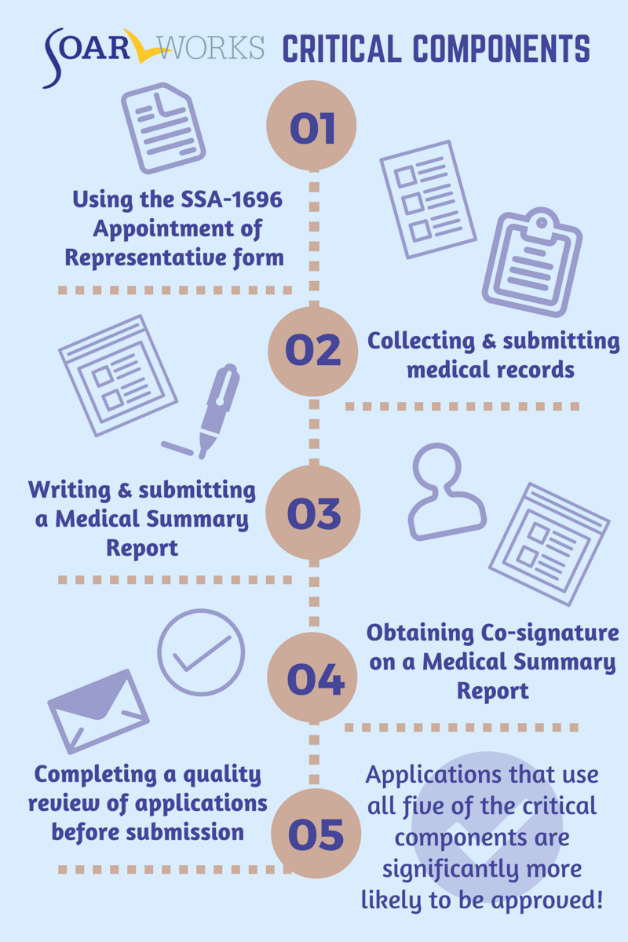 SOAR WORKS CRITICAL COMPONENTS
01
Using the SSA-1696
Appointment of
Representative form
02
Collecting & submitting
medical records
03
Writing & submitting
a Medical Summary
Report
04
Obtaining Co-signature
on a Medical Summary
Report
05
Completing a quality
review of applications
before submission
Applications that use
all five of the critical
components are
significantly more
likely to be approved!